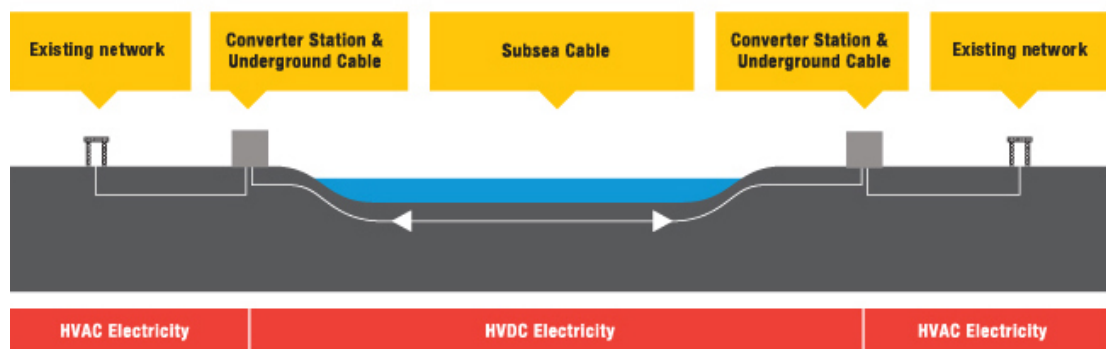 Existing network
Converter Station &
Underground Cable
Subsea Cable
Converter Station &
Underground Cable
Existing network
HVAC Electricity
HVDC Electricity
HVAC Electricity